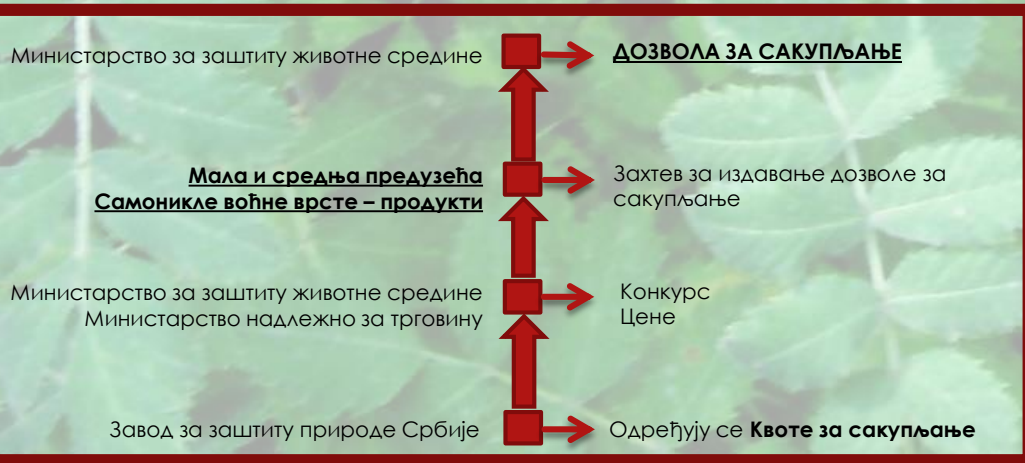 Министарство за заштиту животне средине
ДОЗВОЛА ЗА САКУПЉАЊЕ
Мала и средња предузећа
Самоникле воћне врсте – продукти
Захтев за издавање дозволе за
сакупљање
Министарство за заштиту животне средине
Министарство надлежно за трговину
Конкурс
Цене
Завод за заштиту природе Србије
Одређују се Квоте за сакупљање